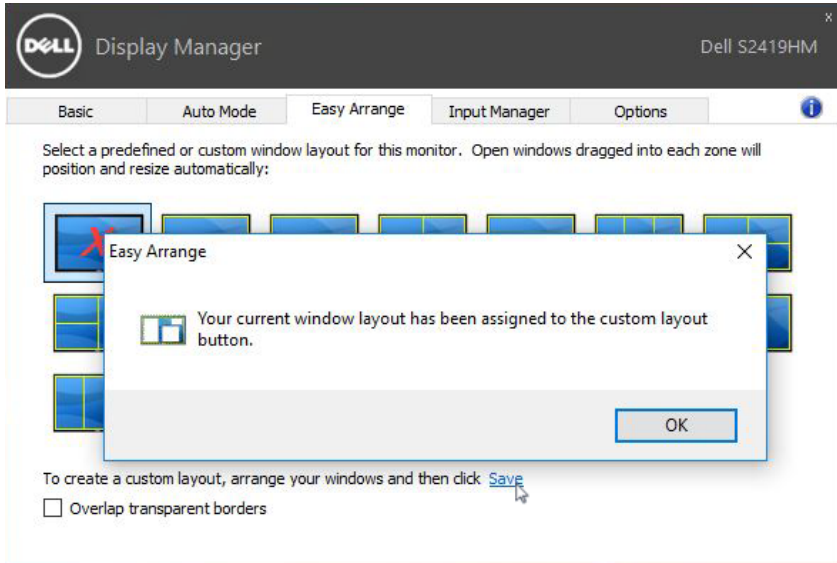 x
DELL Display Manager Dell S2419HM
Basic Auto Mode Easy Arrange Input Manager Options i
Select a predefined or custom window layout for this monitor. Open windows dragged into each zone will
position and resize automatically:
X
Easy Arrange
Your current window layout has been assigned to the custom layout
button.
OK
To create a custom layout, arrange your windows and then click Save
Overlap transparent borders